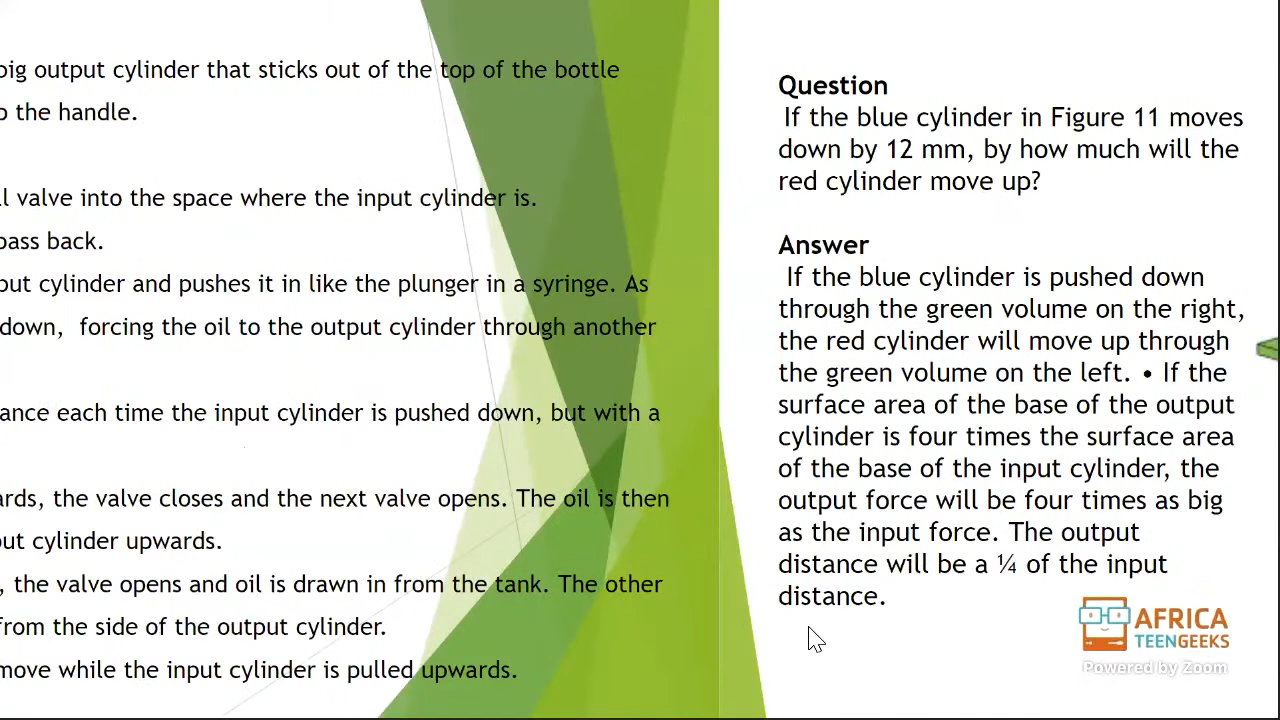 big output cylinder that sticks out of the top of the bottle
the handle.
valve into the space where the input cylinder is.
pass back.
cylinder and pushes it in like the plunger in a syringe. As
down, forcing the oil to the output cylinder through another
each time the input cylinder is pushed down, but with a
the valve closes and the next valve opens. The oil is then
cylinder upwards.
, the valve opens and oil is drawn in from the tank. The other
from the side of the output cylinder.
move while the input cylinder is pulled upwards.
Question
If the blue cylinder in Figure 11 moves
down by 12 mm, by how much will the
red cylinder move up?
Answer
If the blue cylinder is pushed down
through the green volume on the right,
the red cylinder will move up through
the green volume on the left. • If the
surface area of the base of the output
cylinder is four times the surface area
of the base of the input cylinder, the
output force will be four times as big
as the input force. The output
distance will be a ¼ of the input
distance.
AFRICA
TEENGEEKS
Powered by Zoom